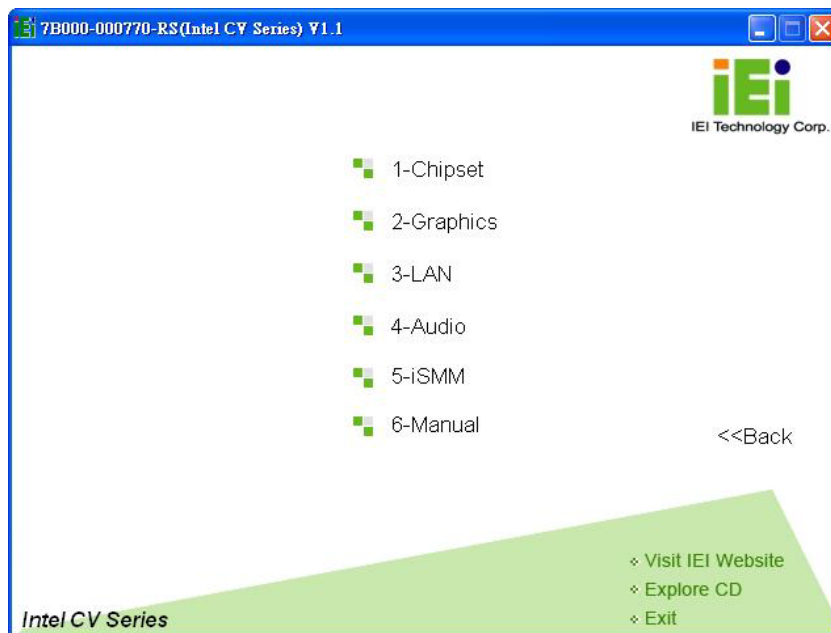 7B000-000770-RS(Intel CV Series) V1.1
iEi
IEI Technology Corp.
1-Chipset
2-Graphics
3-LAN
4-Audio
5-iSMM
6-Manual
<<Back
Visit IEI Website
Explore CD
Exit
Intel CV Series